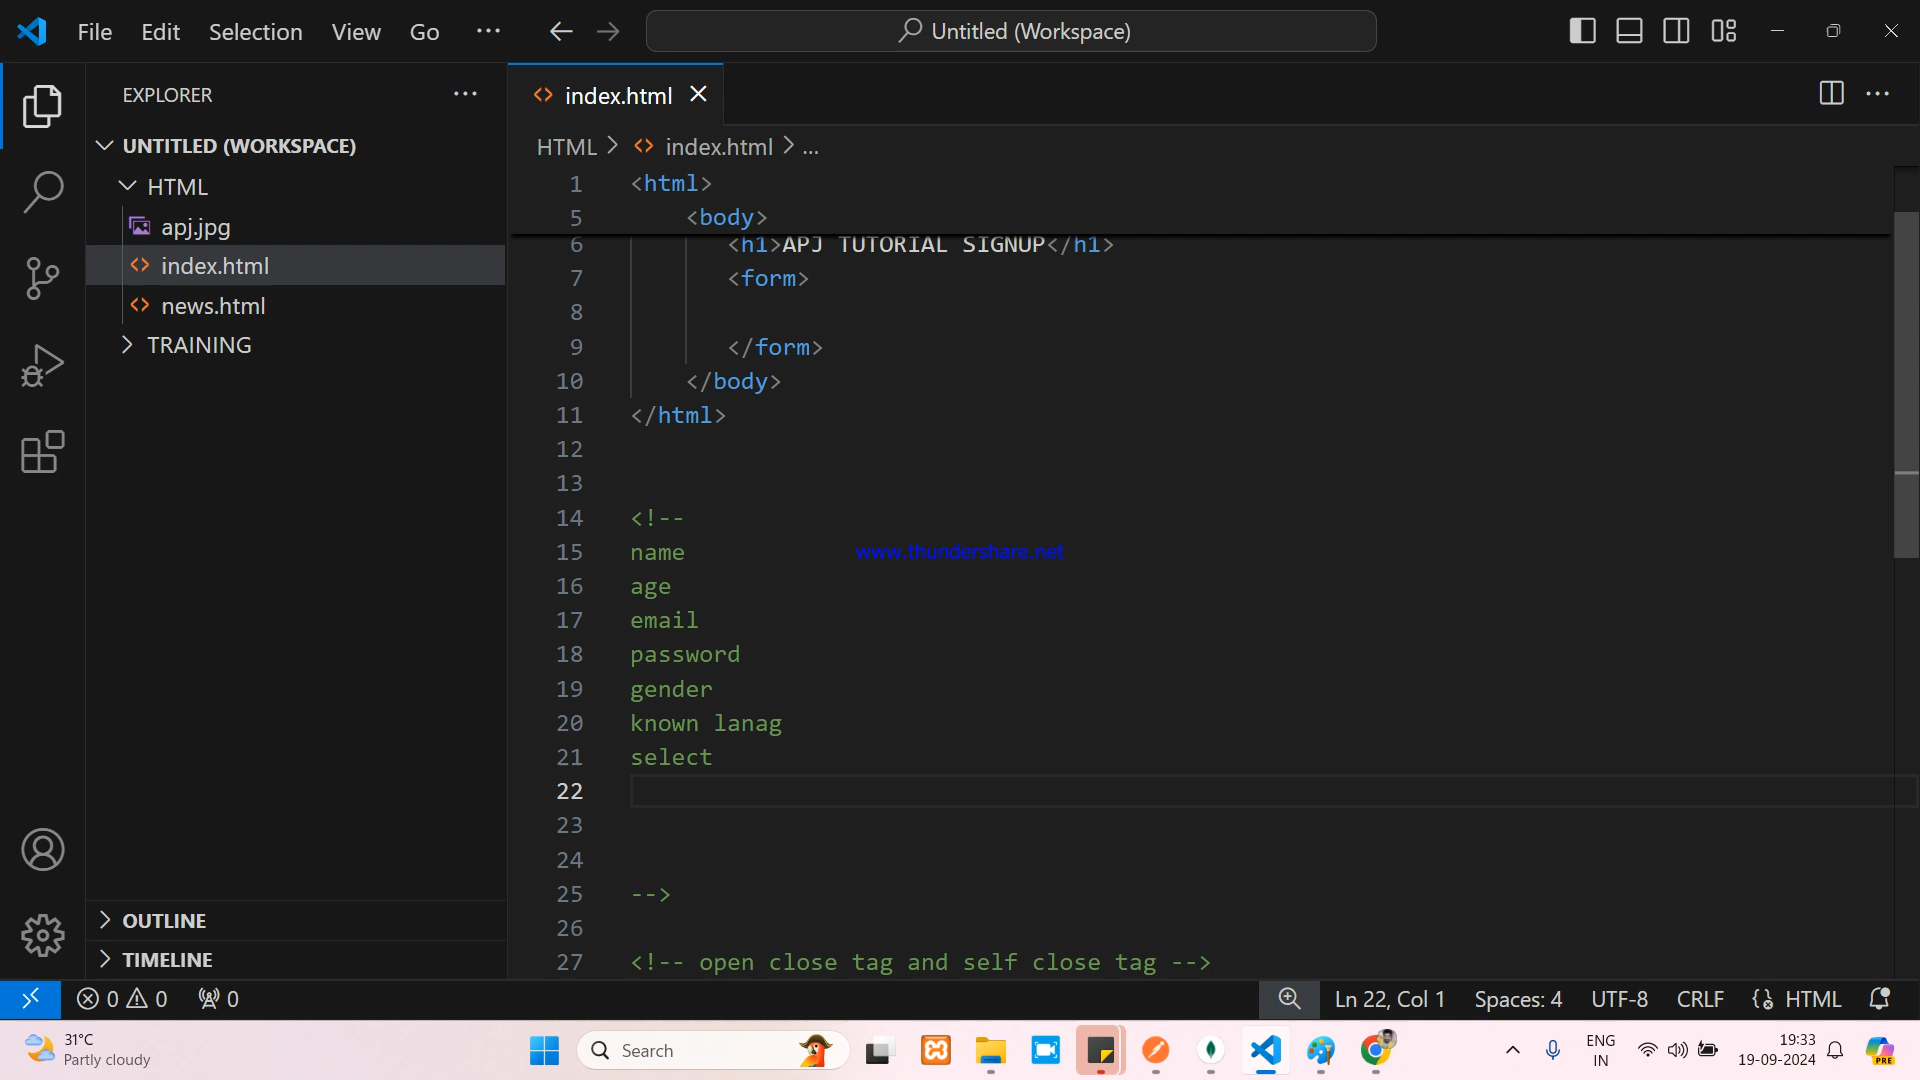 File Edit Selection View Go ... Untitled (Workspace)
EXPLORER ...
UNTITLED (WORKSPACE)
HTML
apj.jpg
index.html
news.html
TRAINING
OUTLINE
TIMELINE
index.html
HTML > index.html > ...
1 <html>
5 <body>
6 <h1>APJ TUTORIAL SIGNUP</h1>
7 <form>
8
9 </form>
10 </body>
11 </html>
12
13
14 <!--
15 name
www.thundershare.net
16 age
17 email
18 password
19 gender
20 known lanag
21 select
22
23
24
25 -->
26
27 <!-- open close tag and self close tag -->
0 0 0 Ln 22, Col 1 Spaces: 4 UTF-8 CRLF HTML
31°C
Partly cloudy
Search
ENG
IN
19:33
19-09-2024
PRE